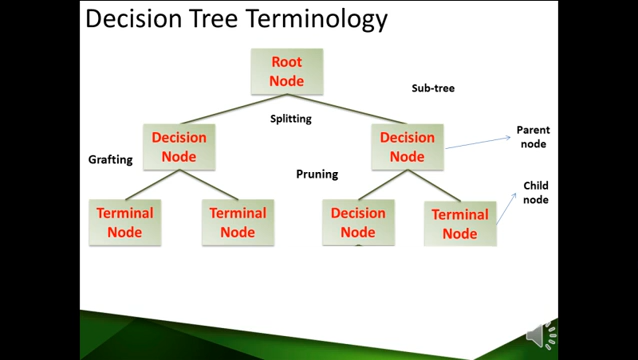 Decision Tree Terminology
Root
Node
Sub-tree
Splitting
Decision
Node
Decision
Node
Parent
node
Grafting
Pruning
Child
node
Terminal
Node
Terminal
Node
Decision
Node
Terminal
Node